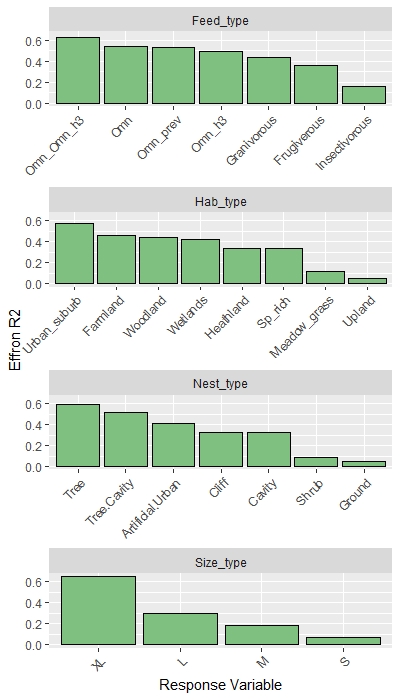 Feed_type
0.6
0.4
0.2
0.0
Omn_Omn_h3
Omn
Omn_prev
Omn_h3
Granivorous
Frugiverous
Insectivorous
Hab_type
0.6
0.4
0.2
0.0
Urban_suburb
Farmland
Woodland
Wetlands
Heathland
Sp_rich
Meadow_grass
Upland
Effron R2
Nest_type
0.6
0.4
0.2
0.0
Tree
Tree.Cavity
Artificial.Urban
Cliff
Cavity
Shrub
Ground
Size_type
0.6
0.4
0.2
0.0
XL
L
M
S
Response Variable